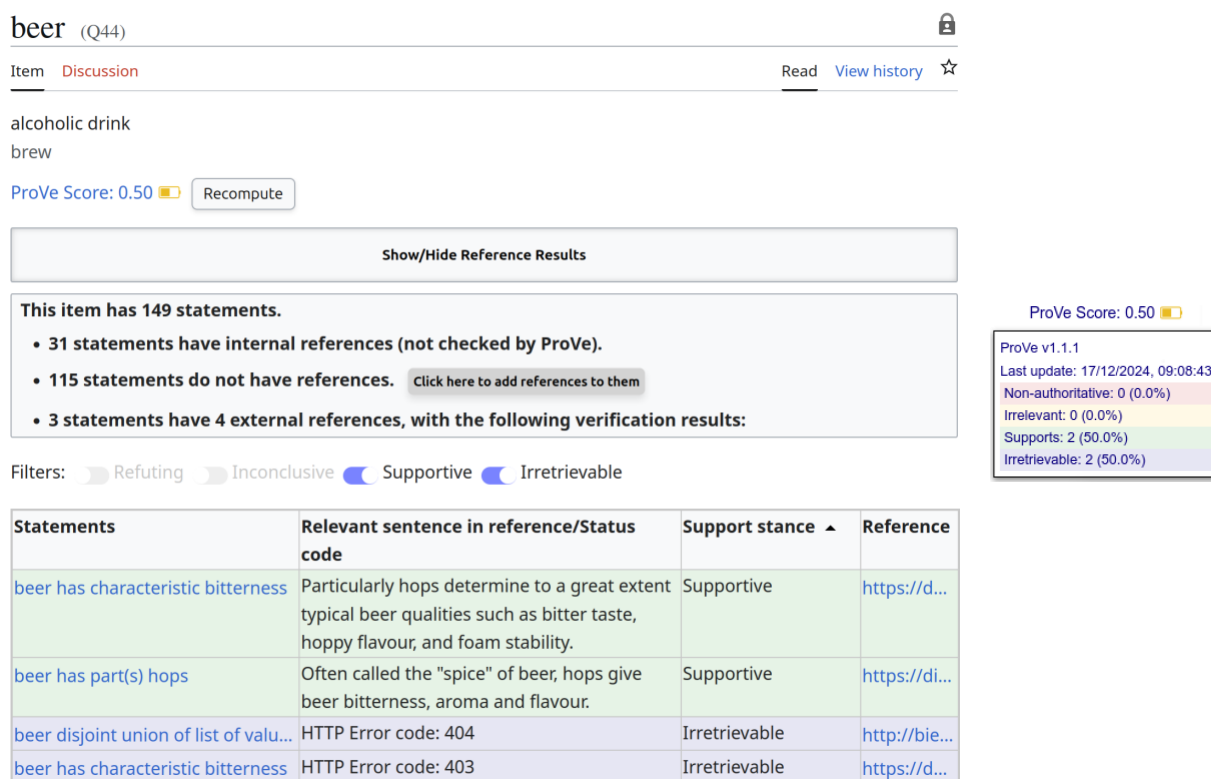 beer (Q44)
Item Discussion Read View history
alcoholic drink
brew
ProVe Score: 0.50 Recompute
Show/Hide Reference Results
This item has 149 statements.
• 31 statements have internal references (not checked by ProVe).
• 115 statements do not have references. Click here to add references to them
• 3 statements have 4 external references, with the following verification results:
Filters: Refuting Inconclusive Supportive Irretrievable
Statements Relevant sentence in reference/Status code Support stance Reference
beer has characteristic bitterness Particularly hops determine to a great extent Supportive https://d...
typical beer qualities such as bitter taste,
hoppy flavour, and foam stability.
beer has part(s) hops Often called the "spice" of beer, hops give Supportive https://di...
beer bitterness, aroma and flavour.
beer disjoint union of list of valu... HTTP Error code: 404 Irretrievable http://bie...
beer has characteristic bitterness HTTP Error code: 403 Irretrievable https://d...
ProVe Score: 0.50
ProVe v1.1.1
Last update: 17/12/2024, 09:08:43
Non-authoritative: 0 (0.0%)
Irrelevant: 0 (0.0%)
Supports: 2 (50.0%)
Irretrievable: 2 (50.0%)